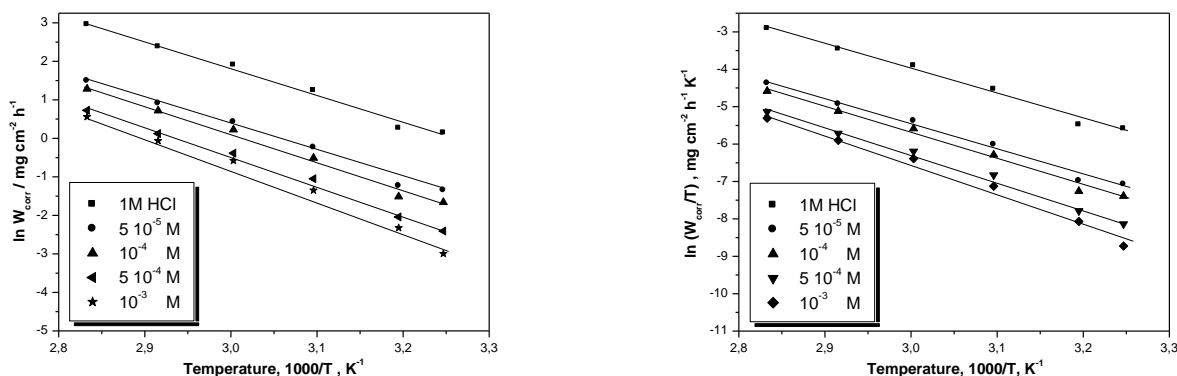 3
2
1
0
-1
-2
-3
-4
-5
ln W_corr / mg cm⁻² h⁻¹
1M HCl
5 10⁻⁵ M
10⁻⁴ M
5 10⁻⁴ M
10⁻³ M
2,8 2,9 3,0 3,1 3,2 3,3
Temperature, 1000/T , K⁻¹
-3
-4
-5
-6
-7
-8
-9
-10
-11
ln (W_corr/T) , mg cm⁻² h⁻¹ K⁻¹
1M HCl
5 10⁻⁵ M
10⁻⁴ M
5 10⁻⁴ M
10⁻³ M
2,8 2,9 3,0 3,1 3,2 3,3
Temperature, 1000/T , K⁻¹